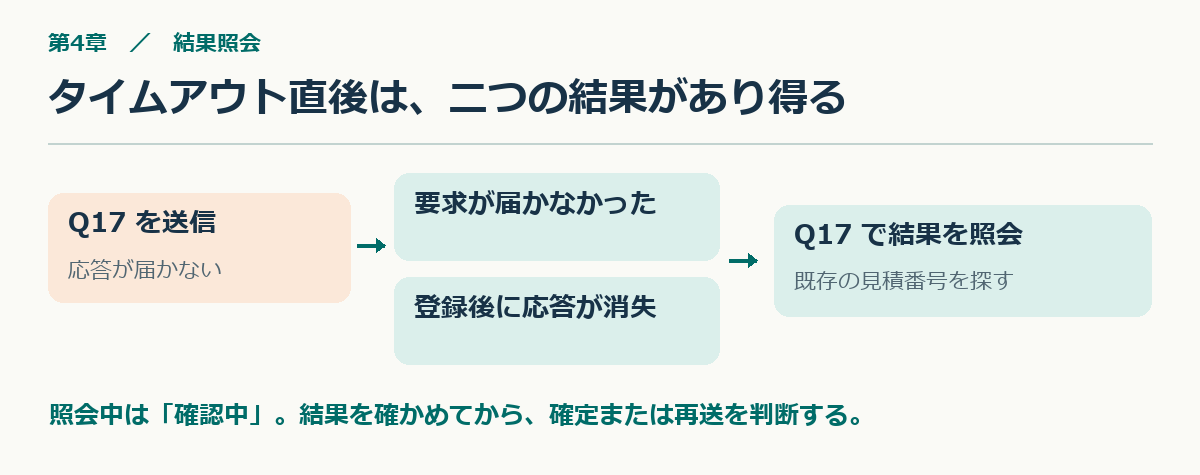 第4章　／　結果照会
タイムアウト直後は、二つの結果があり得る
Q17 を送信
応答が届かない
要求が届かなかった
登録後に応答が消失
Q17 で結果を照会
既存の見積番号を探す
照会中は「確認中」。結果を確かめてから、確定または再送を判断する。